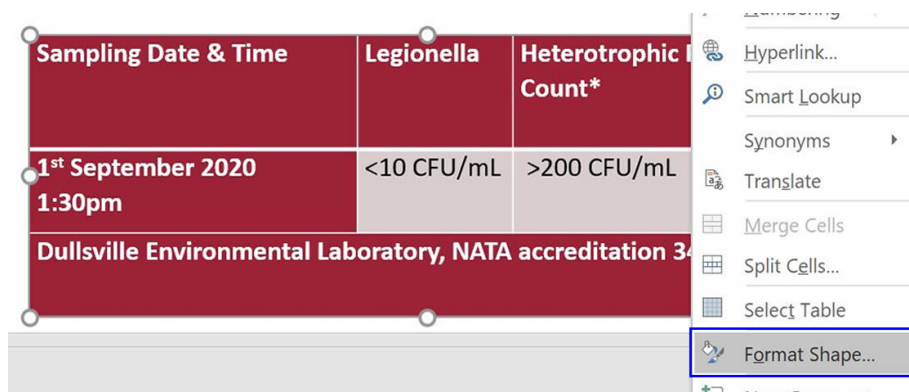 Sampling Date & Time
Legionella
Heterotrophic
Count*
1st September 2020
1:30pm
<10 CFU/mL
>200 CFU/mL
Dullsville Environmental Laboratory, NATA accreditation
Hyperlink...
Smart Lookup
Synonyms
Translate
Merge Cells
Split Cells...
Select Table
Format Shape...